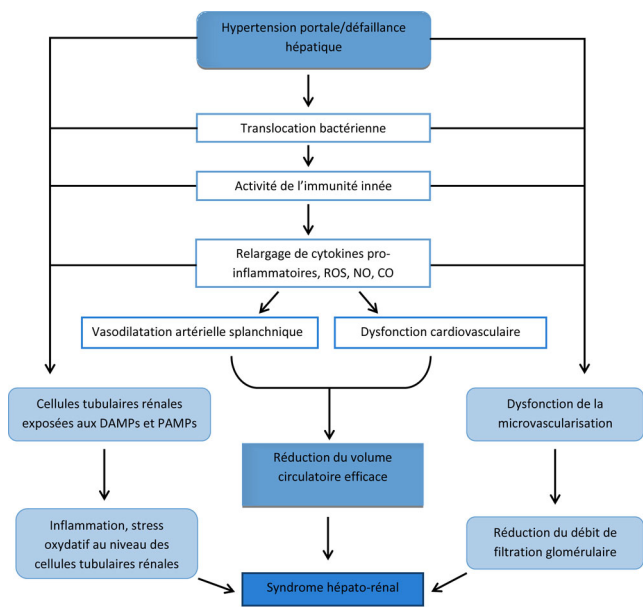 Hypertension portale/défaillance
hépatique
Translocation bactérienne
Activité de l'immunité innée
Relargage de cytokines pro-
inflammatoires, ROS, NO, CO
Vasodilatation artérielle splanchnique
Dysfonction cardiovasculaire
Cellules tubulaires rénales
exposées aux DAMPs et PAMPs
Dysfonction de la
microvascularisation
Réduction du volume
circulatoire efficace
Inflammation, stress
oxydatif au niveau des
cellules tubulaires rénales
Réduction du débit de
filtration glomérulaire
Syndrome hépato-rénal